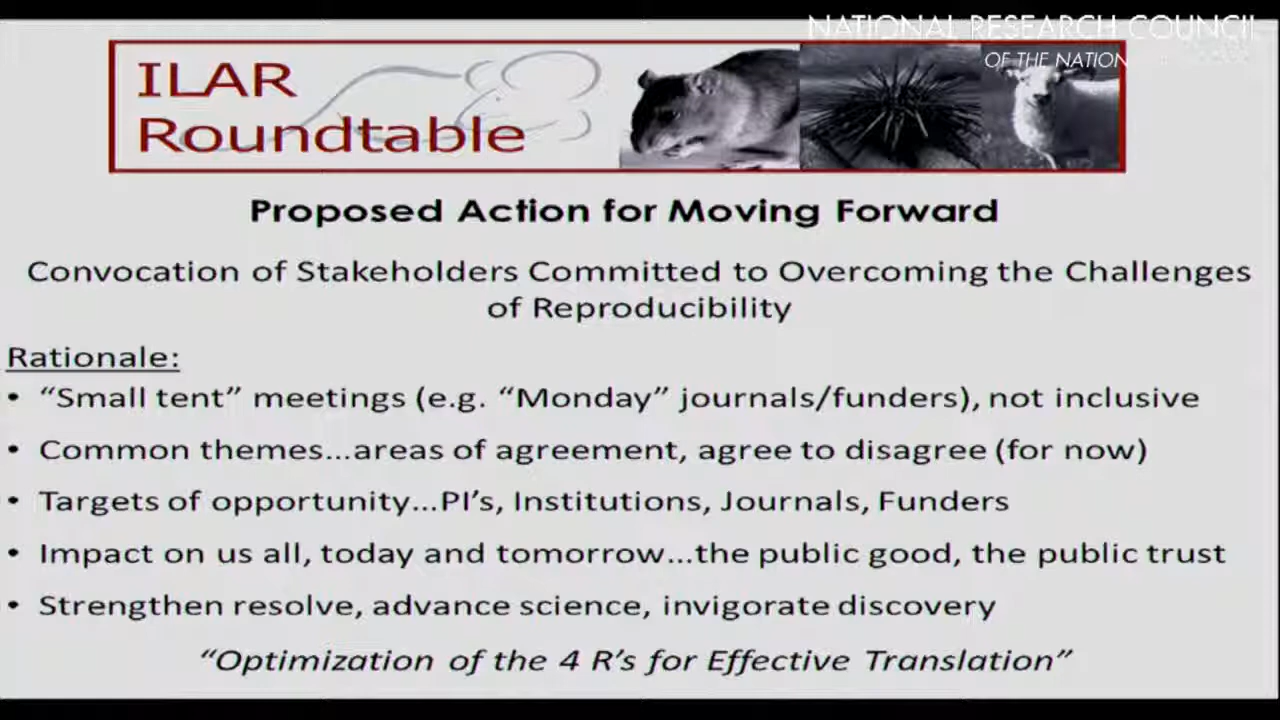 NATIONAL RESEARCH COUNCIL
OF THE NATION
ILAR
Roundtable
Proposed Action for Moving Forward
Convocation of Stakeholders Committed to Overcoming the Challenges
of Reproducibility
Rationale:
• “Small tent” meetings (e.g. “Monday” journals/funders), not inclusive
• Common themes...areas of agreement, agree to disagree (for now)
• Targets of opportunity...PI’s, Institutions, Journals, Funders
• Impact on us all, today and tomorrow...the public good, the public trust
• Strengthen resolve, advance science, invigorate discovery
“Optimization of the 4 R’s for Effective Translation”